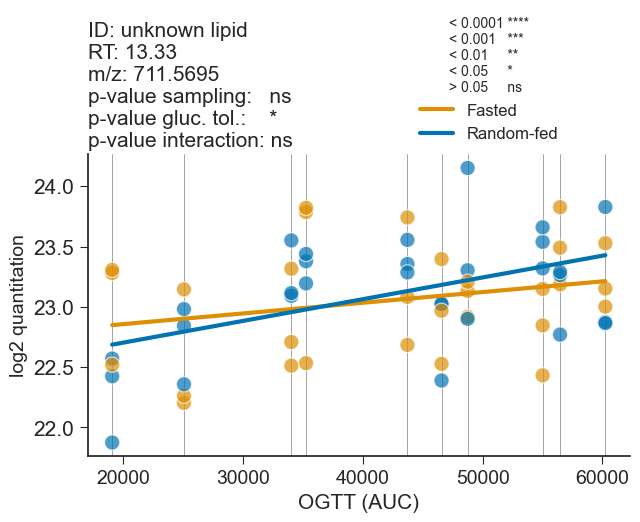 ID: unknown lipid
RT: 13.33
m/z: 711.5695
p-value sampling: ns
p-value gluc. tol.: *
p-value interaction: ns
< 0.0001 ****
< 0.001 ***
< 0.01 **
< 0.05 *
> 0.05 ns
Fasted
Random-fed
log2 quantitation
24.0
23.5
23.0
22.5
22.0
20000 30000 40000 50000 60000
OGTT (AUC)